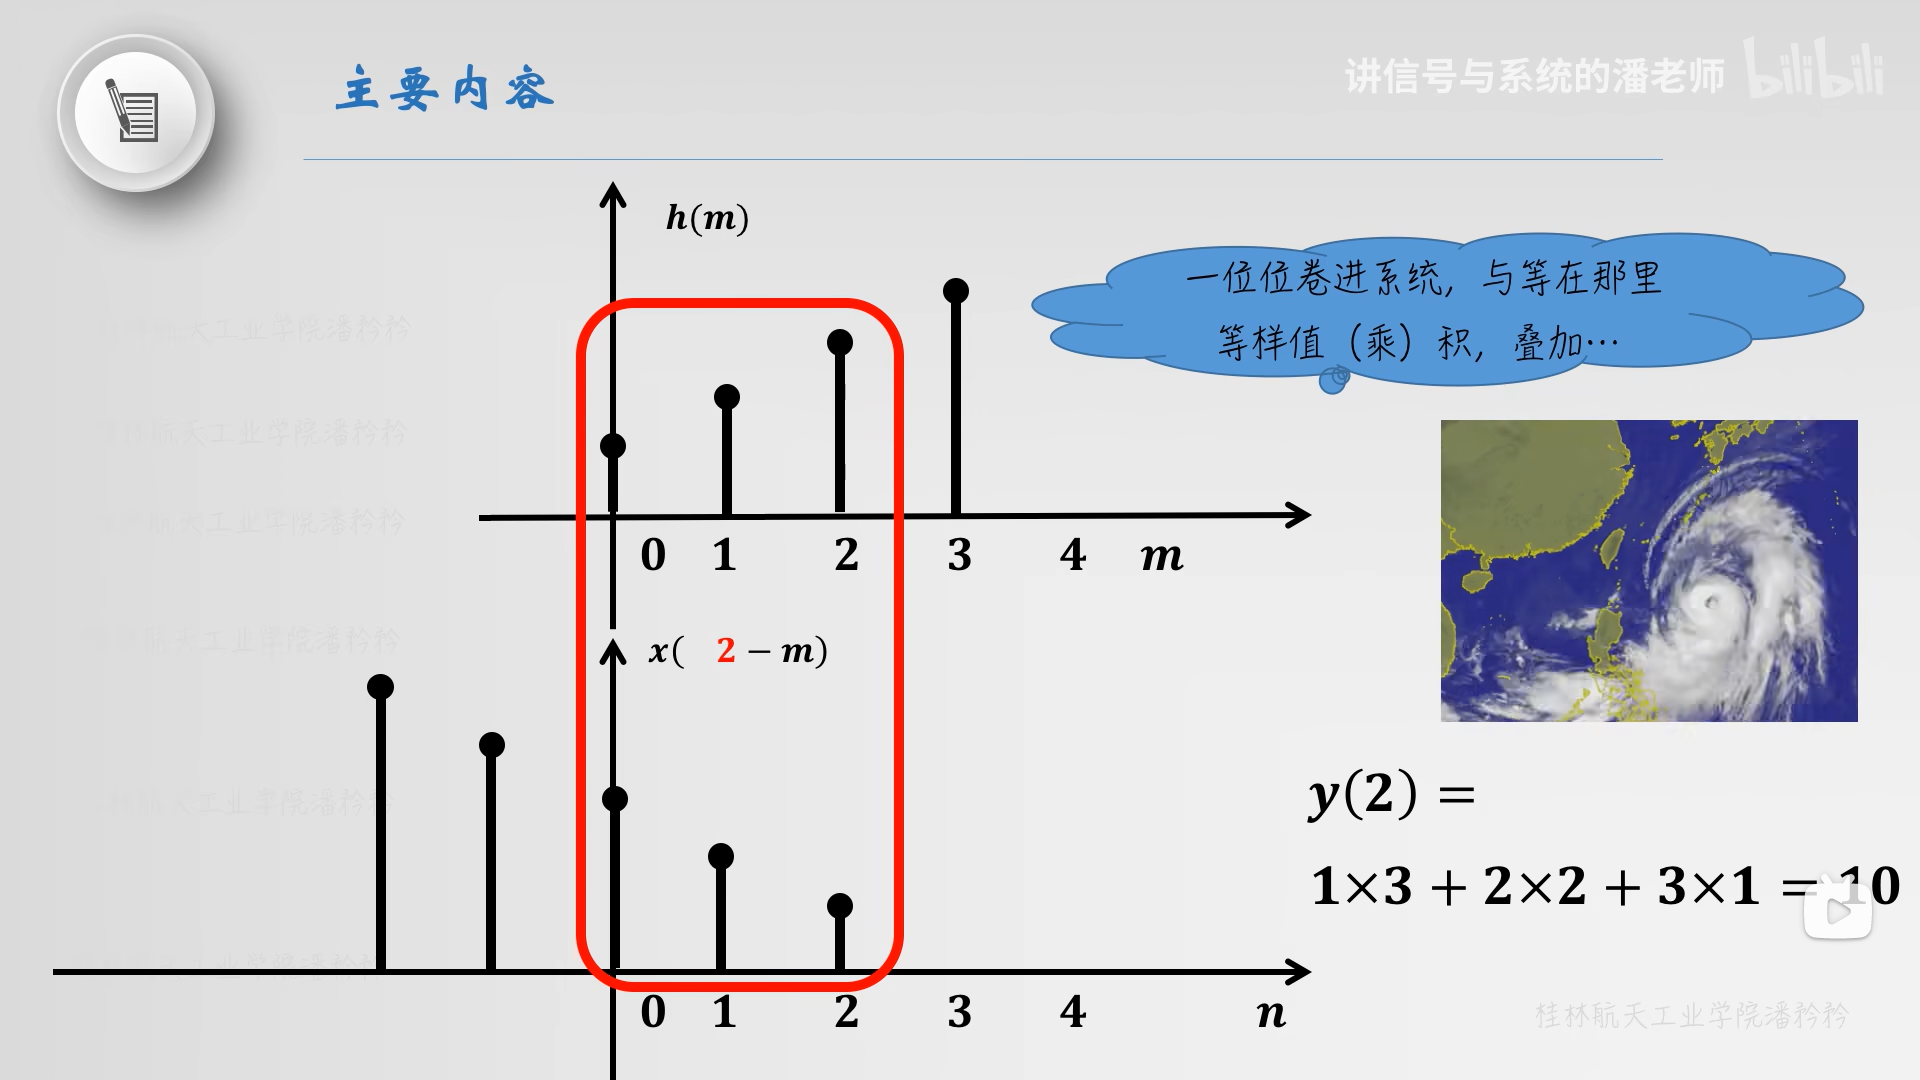 主要内容
讲信号与系统的潘老师 bilibili
h(m)
一位位卷进系统，与等在那里
等样值（乘）积，叠加…
0 1 2 3 4 m
x( 2 − m)
y(2) =
1×3 + 2×2 + 3×1 = 10
0 1 2 3 4 n
桂林航天工业学院潘矜矜